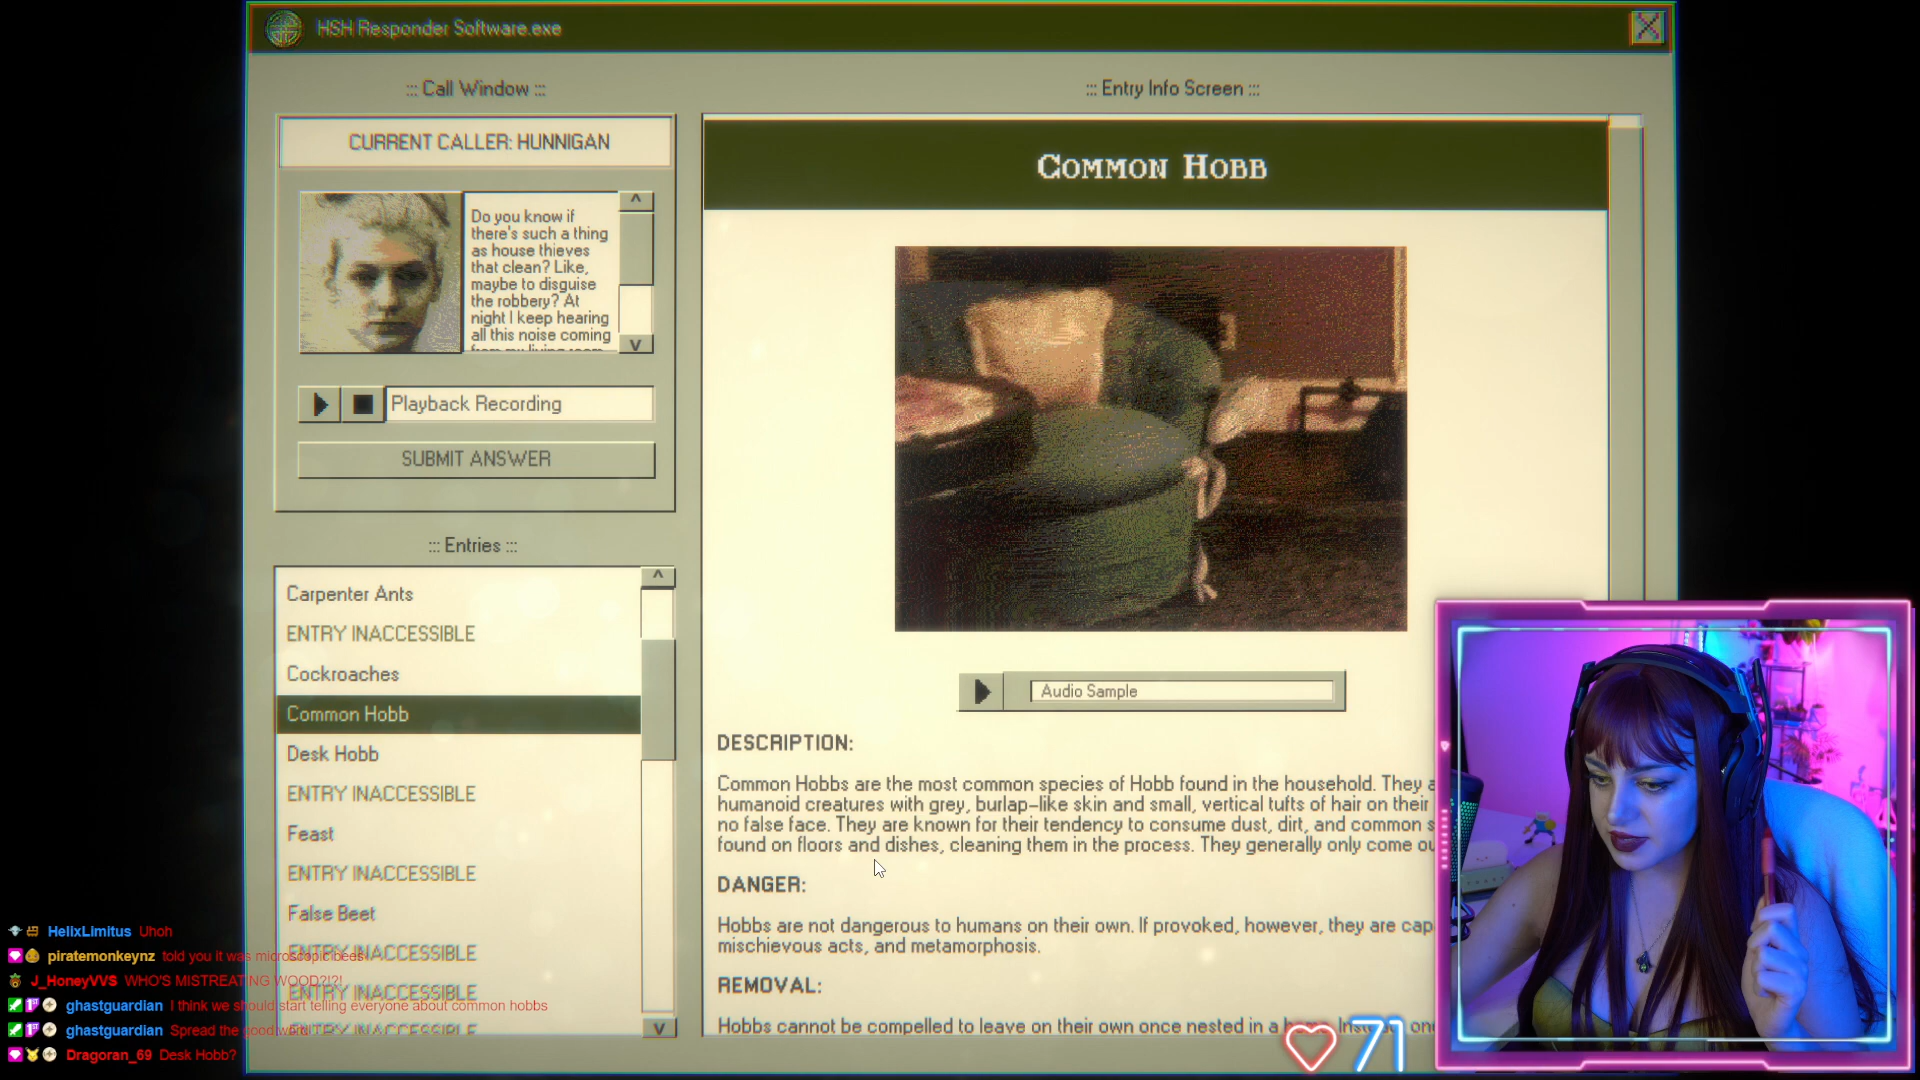 HSH Responder Software.exe
::: Call Window :::
CURRENT CALLER: HUNNIGAN
Do you know if
there's such a thing
as house thieves
that clean? Like,
maybe to disguise
the robbery? At
night I keep hearing
all this noise coming
from my living room
Playback Recording
SUBMIT ANSWER
::: Entries :::
Carpenter Ants
ENTRY INACCESSIBLE
Cockroaches
Common Hobb
Desk Hobb
ENTRY INACCESSIBLE
Feast
ENTRY INACCESSIBLE
False Beet
ENTRY INACCESSIBLE
ENTRY INACCESSIBLE
ENTRY INACCESSIBLE
::: Entry Info Screen :::
COMMON HOBB
Audio Sample
DESCRIPTION:
Common Hobbs are the most common species of Hobb found in the household. They a
humanoid creatures with grey, burlap-like skin and small, vertical tufts of hair on their
no false face. They are known for their tendency to consume dust, dirt, and common s
found on floors and dishes, cleaning them in the process. They generally only come ou
DANGER:
Hobbs are not dangerous to humans on their own. If provoked, however, they are cap
mischievous acts, and metamorphosis.
REMOVAL:
Hobbs cannot be compelled to leave on their own once nested in a
HelixLimitus Uhoh
piratemonkeynz told you it was microscopic bees
J_HoneyVVS WHO'S MISTREATING WOOD?!?!
ghastguardian I think we should start telling everyone about common hobbs
ghastguardian Spread the good word
Dragoran_69 Desk Hobb?
71